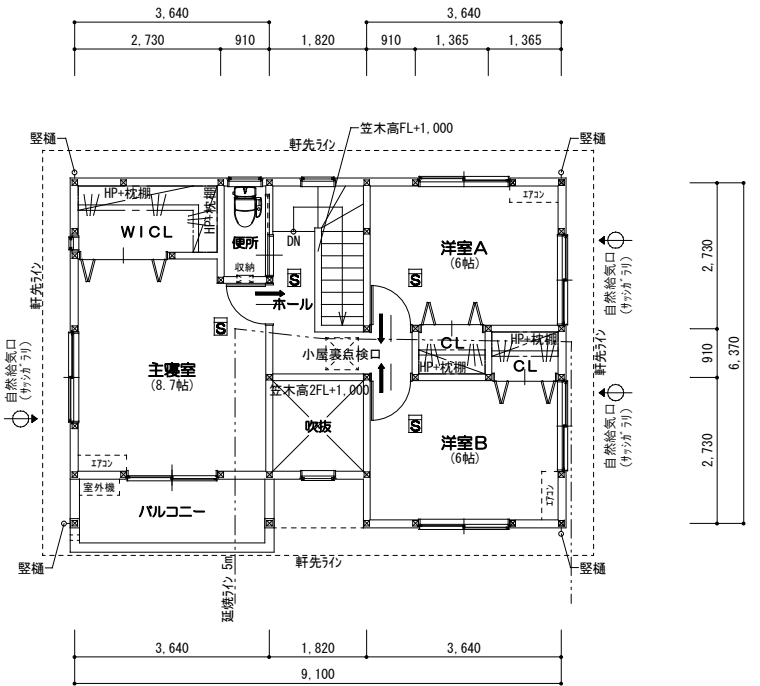 3,640
3,640
2,730
910
1,820
910
1,365
1,365
笠木高FL+1,000
竪樋
軒先ライン
竪樋
HP+枕棚
HP+枕棚
エアコン
WICL
便所
DN
洋室A
(6帖)
収納
S
S
ホール
軒先ライン
自然給気口
(サッシガラリ)
2,730
S
小屋裏点検口
CL
HP+枕棚
HP+枕棚
CL
軒先ライン
910
6,370
自然給気口
(サッシガラリ)
主寝室
(8.7帖)
笠木高2FL+1,000
吹抜
S
洋室B
(6帖)
自然給気口
(サッシガラリ)
2,730
エアコン
室外機
エアコン
バルコニー
竪樋
軒先ライン
竪樋
延焼ライン 5m
3,640
1,820
3,640
9,100